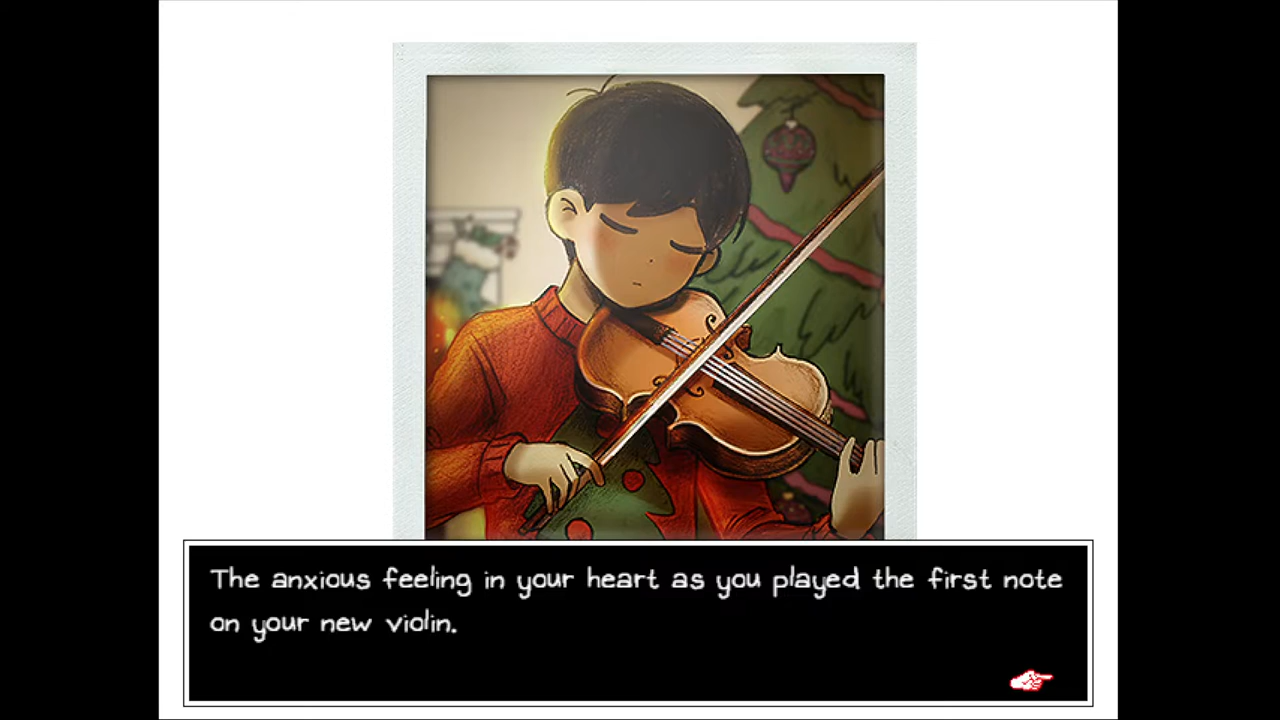 The anxious feeling in your heart as you played the first note
on your new violin.